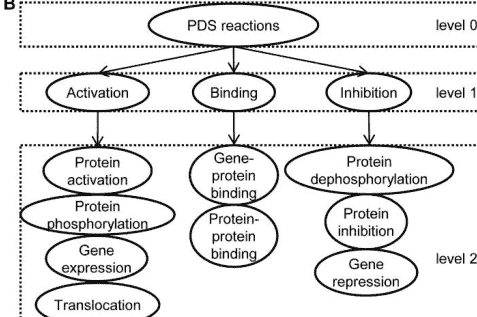 B
PDS reactions
level 0
Activation
Binding
Inhibition
level 1
Protein
activation
Protein
phosphorylation
Gene
expression
Translocation
Gene-
protein
binding
Protein-
protein
binding
Protein
dephosphorylation
Protein
inhibition
Gene
repression
level 2